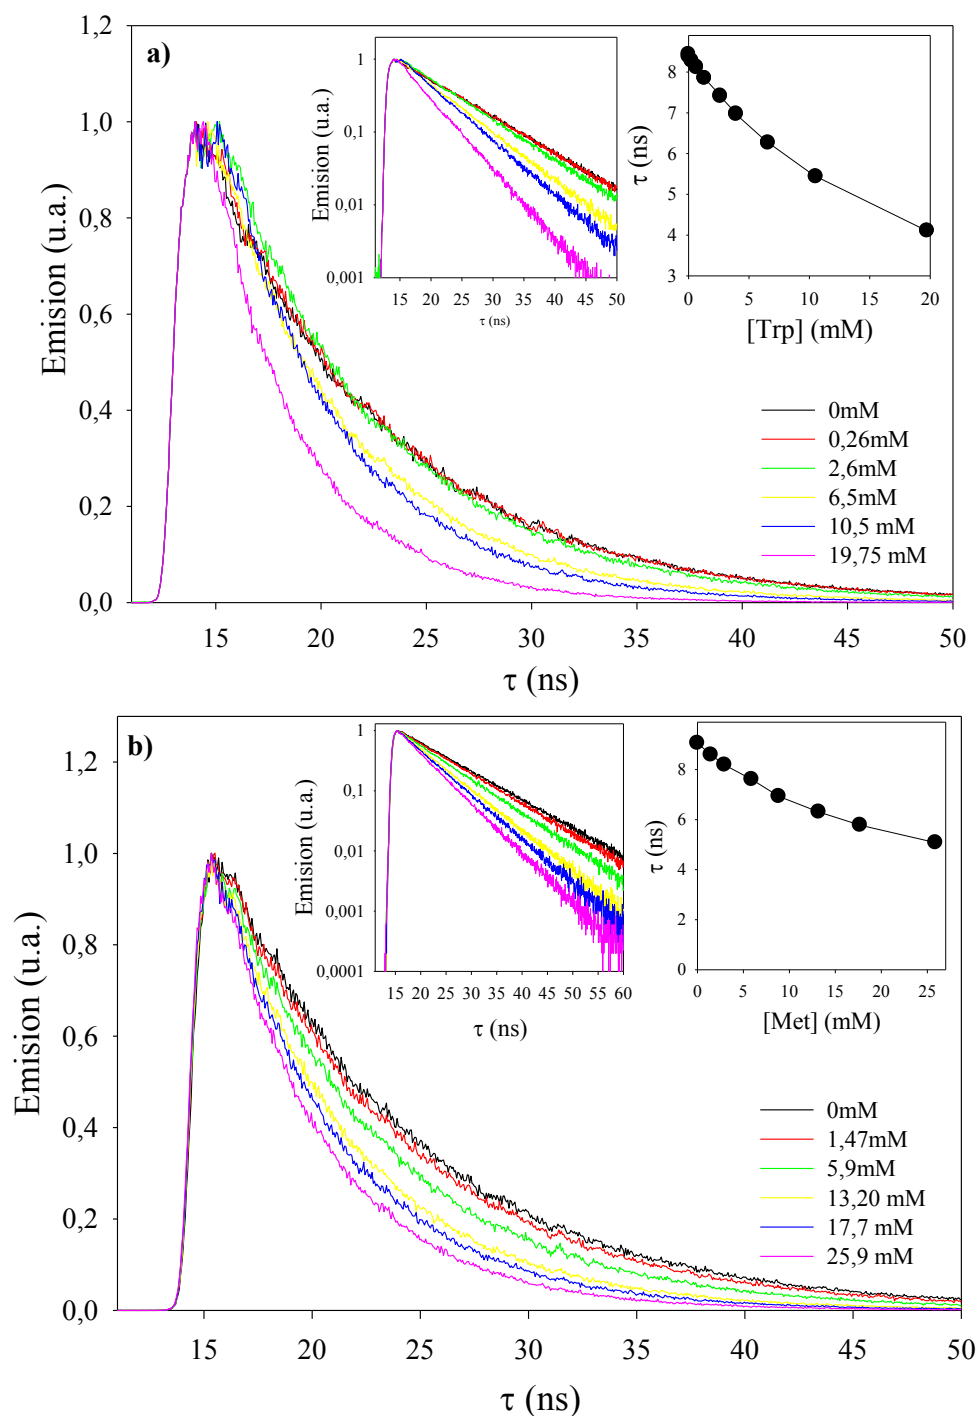 a)
1,2
1,0
0,8
0,6
0,4
0,2
0,0
Emision (u.a.)
15 20 25 30 35 40 45 50
τ (ns)
1
0.1
0.01
0,001
Emision (u.a.)
15 20 25 30 35 40 45 50
τ (ns)
8
7
6
5
4
3
τ (ns)
0 5 10 15 20
[Trp] (mM)
0mM
0,26mM
2,6mM
6,5mM
10,5 mM
19,75 mM
b)
1,2
1,0
0,8
0,6
0,4
0,2
0,0
Emision (u.a.)
15 20 25 30 35 40 45 50
τ (ns)
1
0,1
0,01
0,001
0,0001
Emision (u.a.)
15 20 25 30 35 40 45 50 55 60
τ (ns)
8
6
4
2
0
τ (ns)
0 5 10 15 20 25
[Met] (mM)
0mM
1,47mM
5,9mM
13,20 mM
17,7 mM
25,9 mM